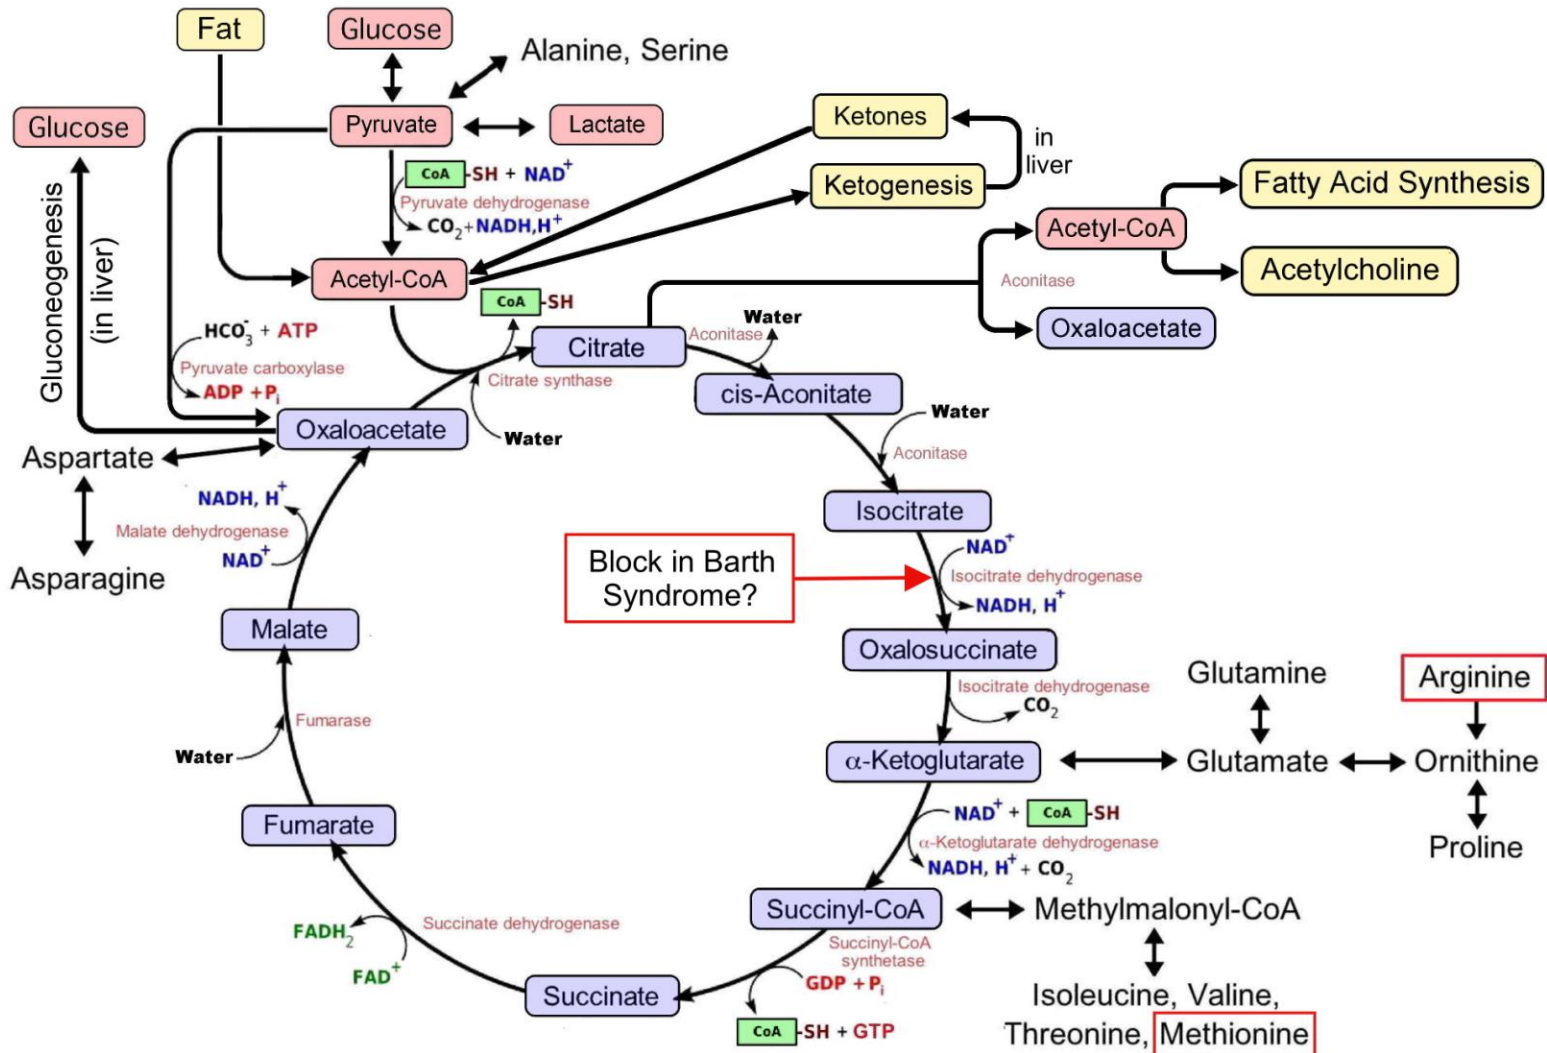 Fat
Glucose
Alanine, Serine
Glucose
Pyruvate
Lactate
Ketones
in
liver
Ketogenesis
Fatty Acid Synthesis
CoA-SH + NAD+
Pyruvate dehydrogenase
CO2+NADH,H+
Acetyl-CoA
Acetyl-CoA
Acetylcholine
Aconitase
Oxaloacetate
Gluconeogenesis
(in liver)
CoA-SH
HCO3- + ATP
Pyruvate carboxylase
ADP + Pi
Citrate
Aconitase
Water
Citrate synthase
cis-Aconitate
Oxaloacetate
Water
Water
Aconitase
Aspartate
Asparagine
NADH, H+
Malate dehydrogenase
NAD+
Isocitrate
Block in Barth
Syndrome?
NAD+
Isocitrate dehydrogenase
NADH, H+
Malate
Oxalosuccinate
Isocitrate dehydrogenase
CO2
Glutamine
Arginine
Fumarase
Water
α-Ketoglutarate
Glutamate
Ornithine
Proline
Fumarate
NAD+ + CoA-SH
α-Ketoglutarate dehydrogenase
NADH, H+ + CO2
Succinyl-CoA
Methylmalonyl-CoA
Succinate dehydrogenase
FADH2
FAD+
Succinyl-CoA
synthetase
GDP + Pi
Succinate
CoA-SH + GTP
Isoleucine, Valine,
Threonine, Methionine